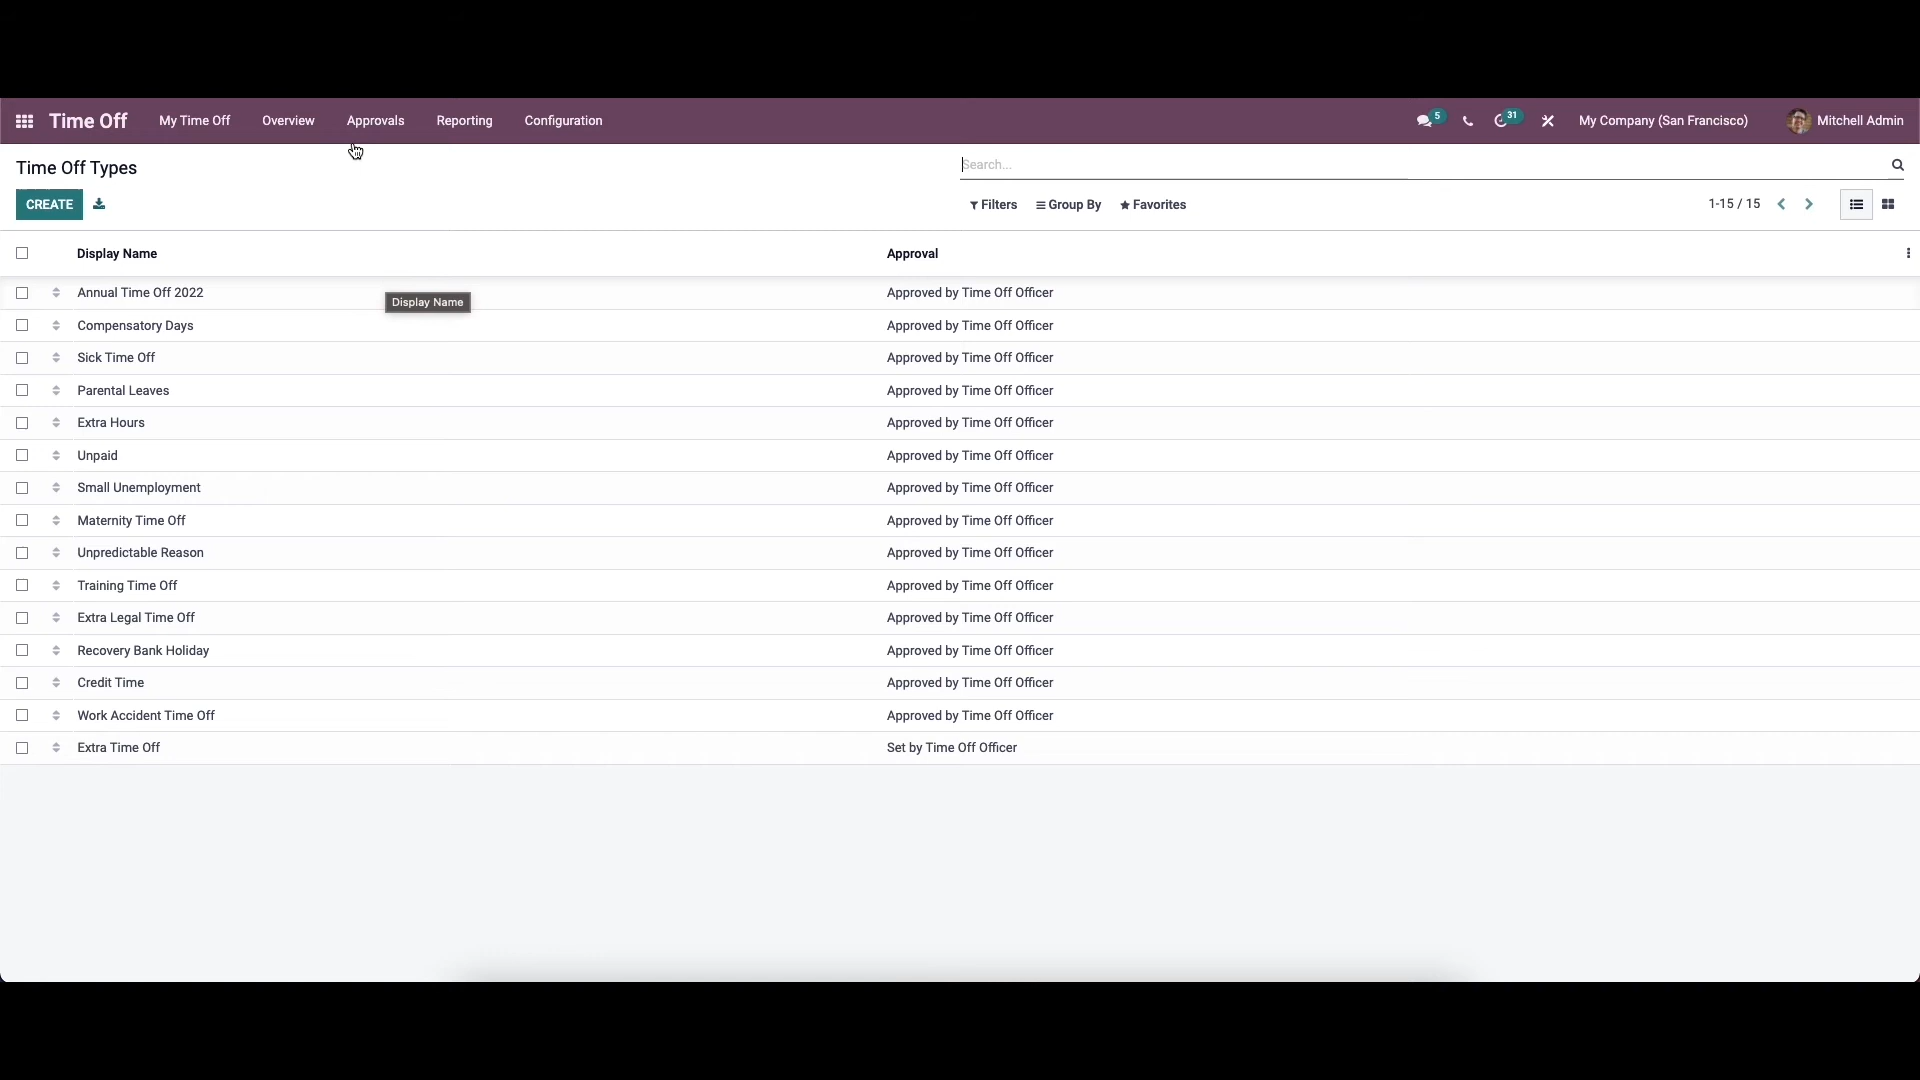 Time Off My Time Off Overview Approvals Reporting Configuration 5 31 My Company (San Francisco) Mitchell Admin
Time Off Types Search...
CREATE Filters Group By Favorites 1-15 / 15
Display Name Approval
Annual Time Off 2022 Approved by Time Off Officer
Display Name
Compensatory Days Approved by Time Off Officer
Sick Time Off Approved by Time Off Officer
Parental Leaves Approved by Time Off Officer
Extra Hours Approved by Time Off Officer
Unpaid Approved by Time Off Officer
Small Unemployment Approved by Time Off Officer
Maternity Time Off Approved by Time Off Officer
Unpredictable Reason Approved by Time Off Officer
Training Time Off Approved by Time Off Officer
Extra Legal Time Off Approved by Time Off Officer
Recovery Bank Holiday Approved by Time Off Officer
Credit Time Approved by Time Off Officer
Work Accident Time Off Approved by Time Off Officer
Extra Time Off Set by Time Off Officer